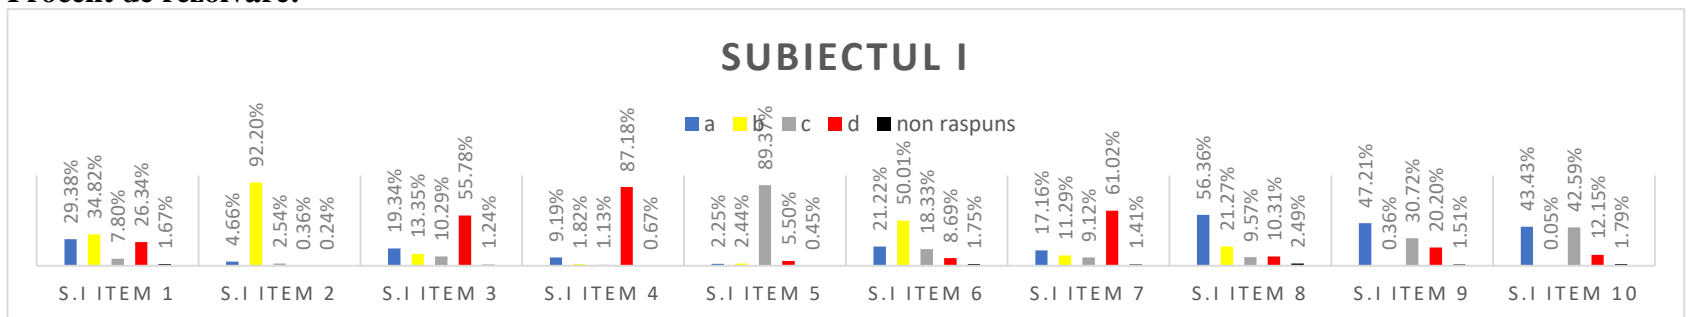 Procent de rezolvare:
SUBIECTUL I
a b c d non raspuns
29.38% 34.82% 7.80% 26.34% 1.67%
4.66% 92.20% 2.54% 0.36% 0.24%
19.34% 13.35% 10.29% 55.78% 1.24%
9.19% 1.82% 1.13% 87.18% 0.67%
2.25% 2.44% 89.37% 5.50% 0.45%
21.22% 50.01% 18.33% 8.69% 1.75%
17.16% 11.29% 9.12% 61.02% 1.41%
56.36% 21.27% 9.57% 10.31% 2.49%
47.21% 0.36% 30.72% 20.20% 1.51%
43.43% 0.05% 42.59% 12.15% 1.79%
S.I ITEM 1 S.I ITEM 2 S.I ITEM 3 S.I ITEM 4 S.I ITEM 5 S.I ITEM 6 S.I ITEM 7 S.I ITEM 8 S.I ITEM 9 S.I ITEM 10